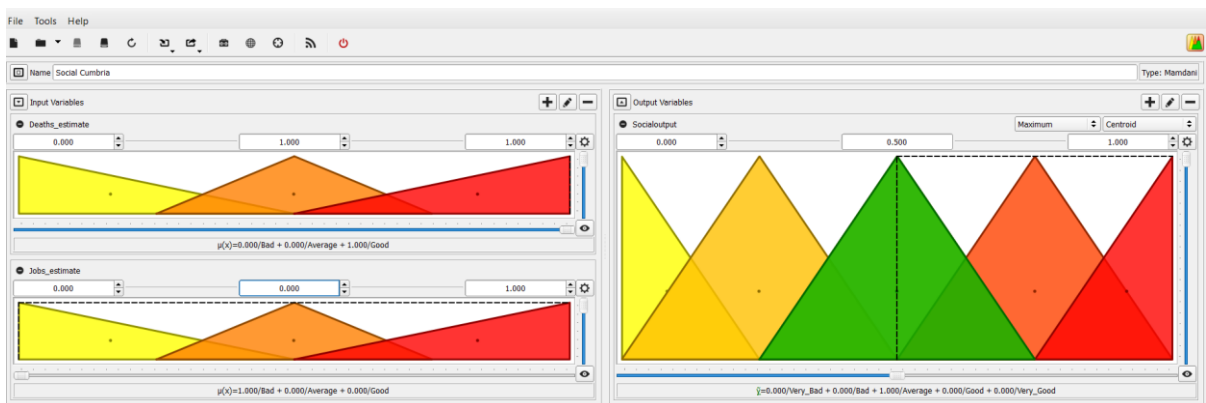 File Tools Help
Name Social Cumbria Type: Mamdani
Input Variables
Deaths_estimate
0.000 1.000 1.000
μ(x)=0.000/Bad + 0.000/Average + 1.000/Good
Jobs_estimate
0.000 0.000 1.000
μ(x)=1.000/Bad + 0.000/Average + 0.000/Good
Output Variables
Socialoutput Maximum Centroid
0.000 0.500 1.000
ỹ=0.000/Very_Bad + 0.000/Bad + 1.000/Average + 0.000/Good + 0.000/Very_Good